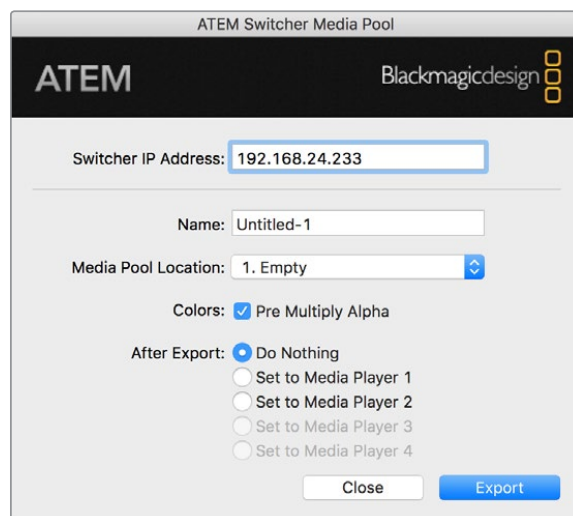 ATEM Switcher Media Pool
ATEM
Blackmagicdesign
Switcher IP Address: 192.168.24.233
Name: Untitled-1
Media Pool Location: 1. Empty
Colors: Pre Multiply Alpha
After Export: Do Nothing
Set to Media Player 1
Set to Media Player 2
Set to Media Player 3
Set to Media Player 4
Close Export